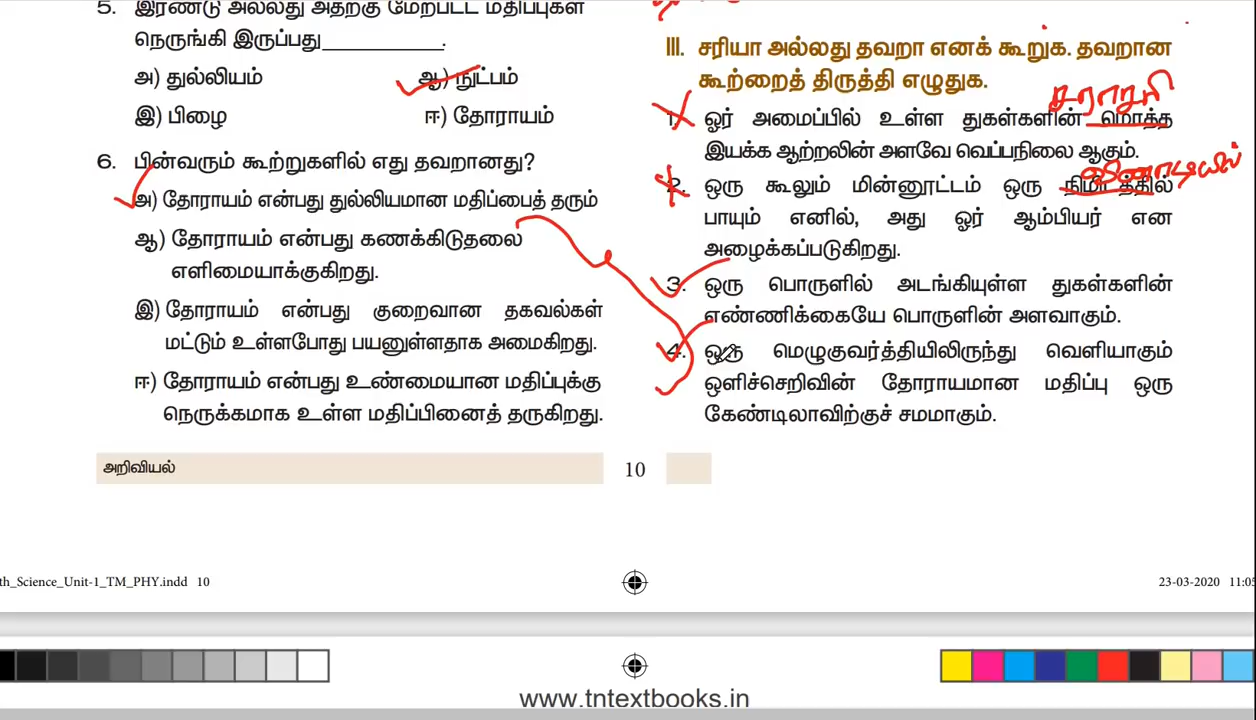 5. இரண்டு அல்லது அதற்கு மேற்பட்ட மதிப்புகள்
நெருங்கி இருப்பது____________.
அ) துல்லியம் ஆ) நுட்பம்
இ) பிழை ஈ) தோராயம்
6. பின்வரும் கூற்றுகளில் எது தவறானது?
அ) தோராயம் என்பது துல்லியமான மதிப்பைத் தரும்
ஆ) தோராயம் என்பது கணக்கிடுதலை
எளிமையாக்குகிறது.
இ) தோராயம் என்பது குறைவான தகவல்கள்
மட்டும் உள்ளபோது பயனுள்ளதாக அமைகிறது.
ஈ) தோராயம் என்பது உண்மையான மதிப்புக்கு
நெருக்கமாக உள்ள மதிப்பினைத் தருகிறது.
III. சரியா அல்லது தவறா எனக் கூறுக. தவறான
கூற்றைத் திருத்தி எழுதுக.
சராசரி
1. ஓர் அமைப்பில் உள்ள துகள்களின் மொத்த
இயக்க ஆற்றலின் அளவே வெப்பநிலை ஆகும்.
வினாடியில்
2. ஒரு கூலும் மின்னூட்டம் ஒரு நிமிடத்தில்
பாயும் எனில், அது ஓர் ஆம்பியர் என
அழைக்கப்படுகிறது.
3. ஒரு பொருளில் அடங்கியுள்ள துகள்களின்
எண்ணிக்கையே பொருளின் அளவாகும்.
4. ஒரு மெழுகுவர்த்தியிலிருந்து வெளியாகும்
ஒளிச்செறிவின் தோராயமான மதிப்பு ஒரு
கேண்டிலாவிற்குச் சமமாகும்.
அறிவியல் 10
th_Science_Unit-1_TM_PHY.indd 10 23-03-2020 11:05
www.tntextbooks.in